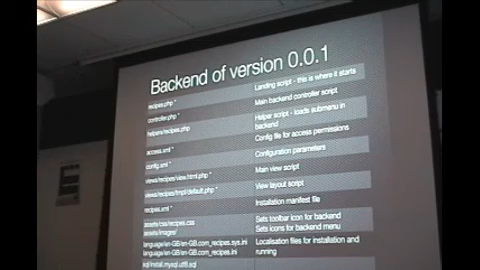 Backend of version 0.0.1
recipes.php * Landing script - this is where it starts
controller.php * Main backend controller script
helpers/recipes.php Helper script - loads submenu in
backend
access.xml * Config file for access permissions
config.xml * Configuration parameters
views/recipes/view.html.php * Main view script
views/recipes/tmpl/default.php * View layout script
recipes.xml * Installation manifest file
assets/css/recipes.css Sets toolbar icon for backend
assets/images/ Sets icons for backend menu
language/en-GB/en-GB.com_recipes.sys.ini Localisation files for installation and
language/en-GB/en-GB.com_recipes.ini running
sql/install.mysql.utf8.sql